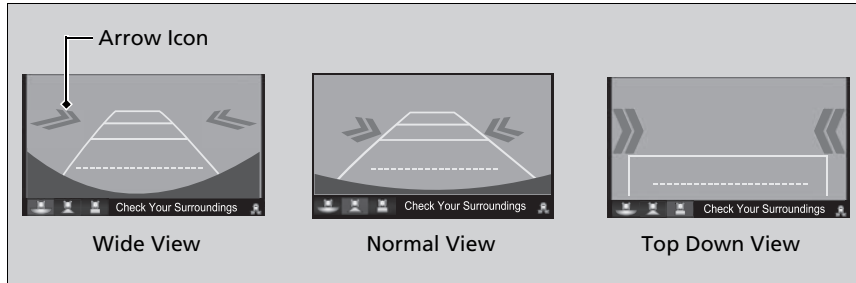 Arrow Icon
Check Your Surroundings
Check Your Surroundings
Check Your Surroundings
Wide View
Normal View
Top Down View